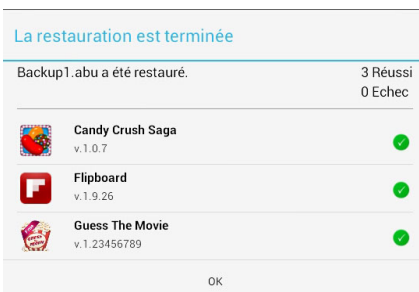 La restauration est terminée
Backup1.abu a été restauré. 3 Réussi
0 Echec
Candy Crush Saga
v.1.0.7
Flipboard
v.1.9.26
Guess The Movie
v.1.23456789
OK